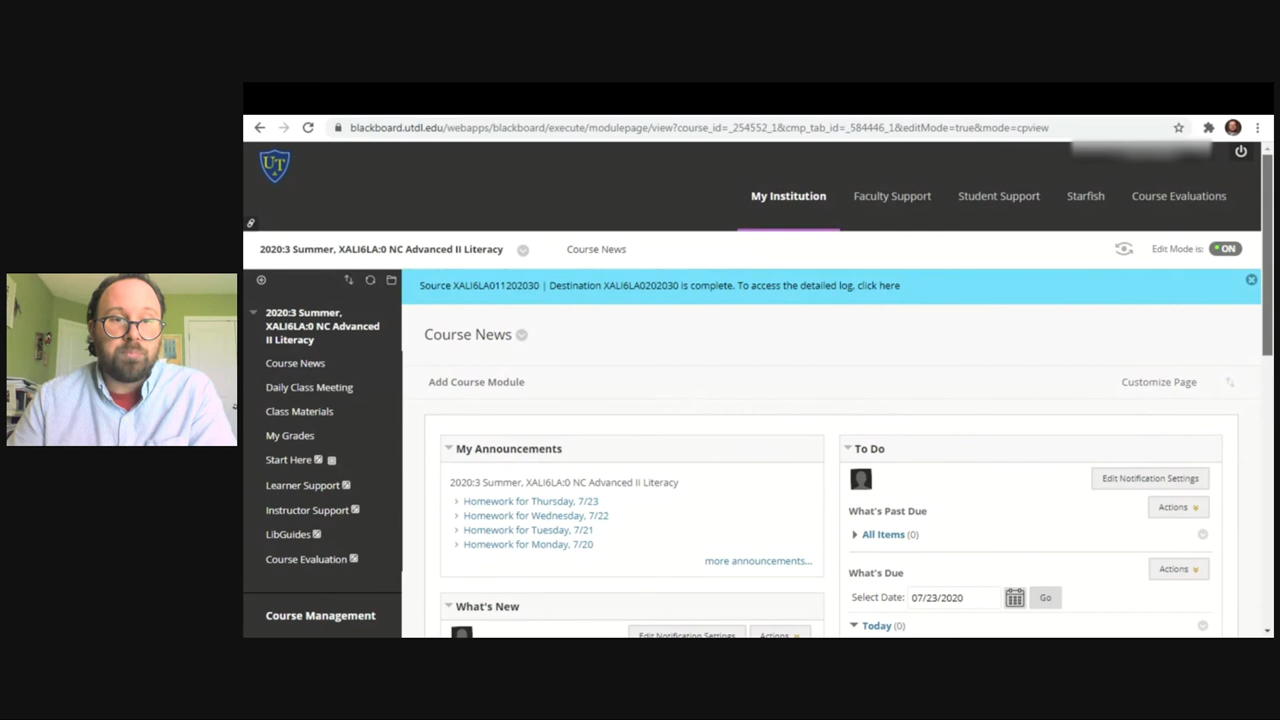 blackboard.utdl.edu/webapps/blackboard/execute/modulepage/view?course_id=_254552_1&cmp_tab_id=_584446_1&editMode=true&mode=cpview
UT
My Institution Faculty Support Student Support Starfish Course Evaluations
2020:3 Summer, XALI6LA:0 NC Advanced II Literacy Course News Edit Mode is: ON
Source XALI6LA011202030 | Destination XALI6LA0202030 is complete. To access the detailed log, click here
2020:3 Summer,
XALI6LA:0 NC Advanced
II Literacy
Course News
Daily Class Meeting
Class Materials
My Grades
Start Here
Learner Support
Instructor Support
LibGuides
Course Evaluation
Course Management
Course News
Add Course Module Customize Page
My Announcements
2020:3 Summer, XALI6LA:0 NC Advanced II Literacy
Homework for Thursday, 7/23
Homework for Wednesday, 7/22
Homework for Tuesday, 7/21
Homework for Monday, 7/20
more announcements...
What's New
Edit Notification Settings Actions
To Do
Edit Notification Settings
What's Past Due Actions
All Items (0)
What's Due Actions
Select Date: 07/23/2020 Go
Today (0)